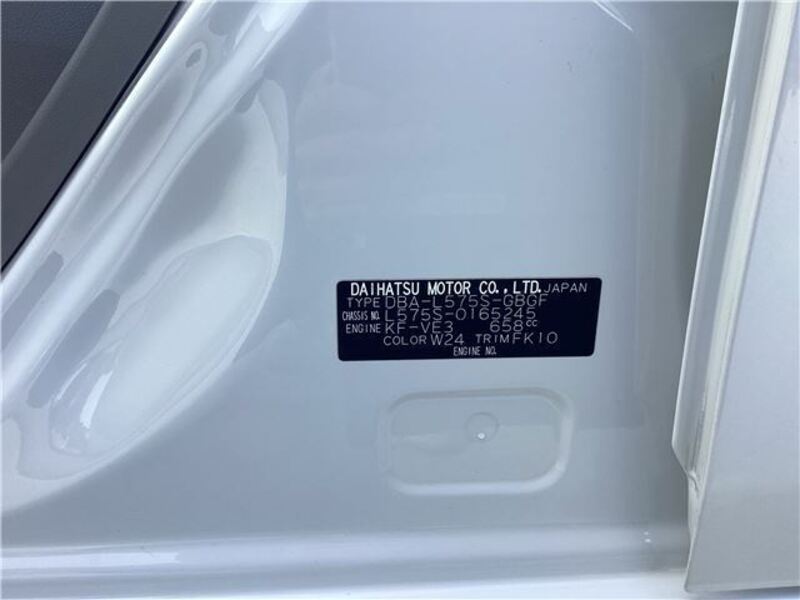 DAIHATSU MOTOR CO., LTD. JAPAN
TYPE DBA-L575S-GBGF
CHASSIS NO. L575S-0165245
ENGINE KF-VE3 658cc
COLOR W24 TRIM FK10
ENGINE NO.